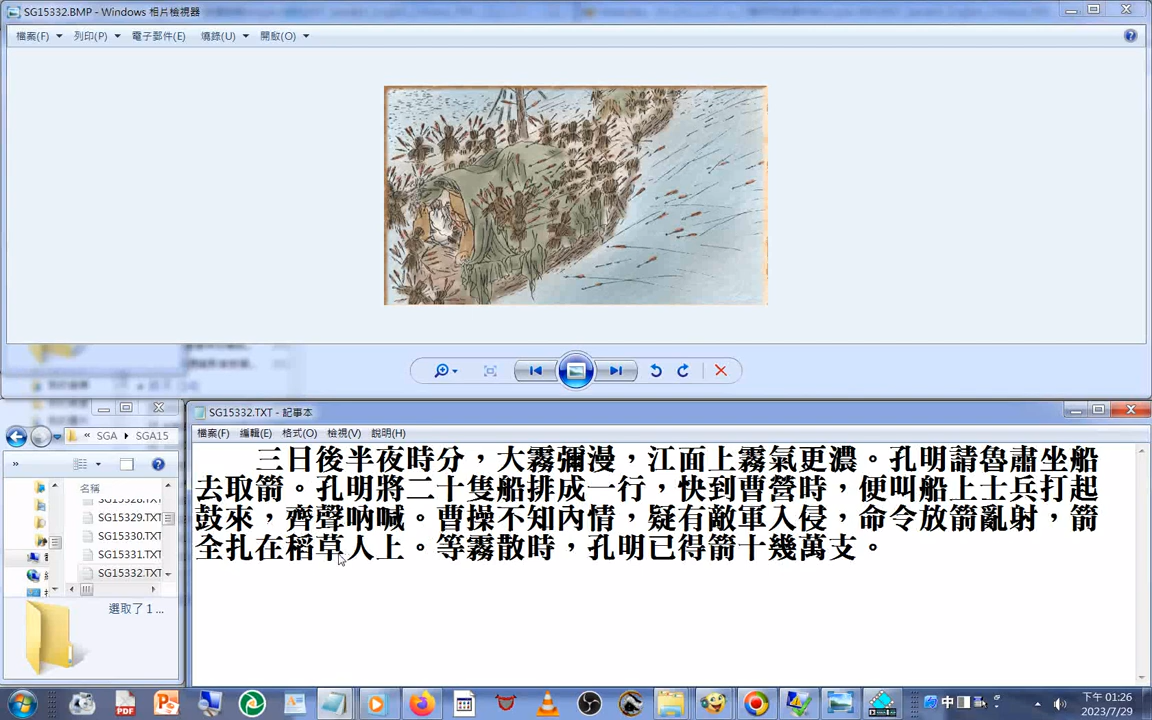 SG15332.BMP - Windows 相片檢視器
檔案(F) 列印(P) 電子郵件(E) 燒錄(U) 開啟(O)
SG15332.TXT - 記事本
檔案(F) 編輯(E) 格式(O) 檢視(V) 說明(H)
三日後半夜時分，大霧彌漫，江面上霧氣更濃。孔明請魯肅坐船
去取箭。孔明將二十隻船排成一行，快到曹營時，便叫船上士兵打起
鼓來，齊聲吶喊。曹操不知內情，疑有敵軍入侵，命令放箭亂射，箭
全扎在稻草人上。等霧散時，孔明已得箭十幾萬支。
« SGA SGA15
»
名稱
SG15328.TXT
SG15329.TXT
SG15330.TXT
SG15331.TXT
SG15332.TXT
選取了 1 ...
PDF
中
下午 01:26
2023/7/29